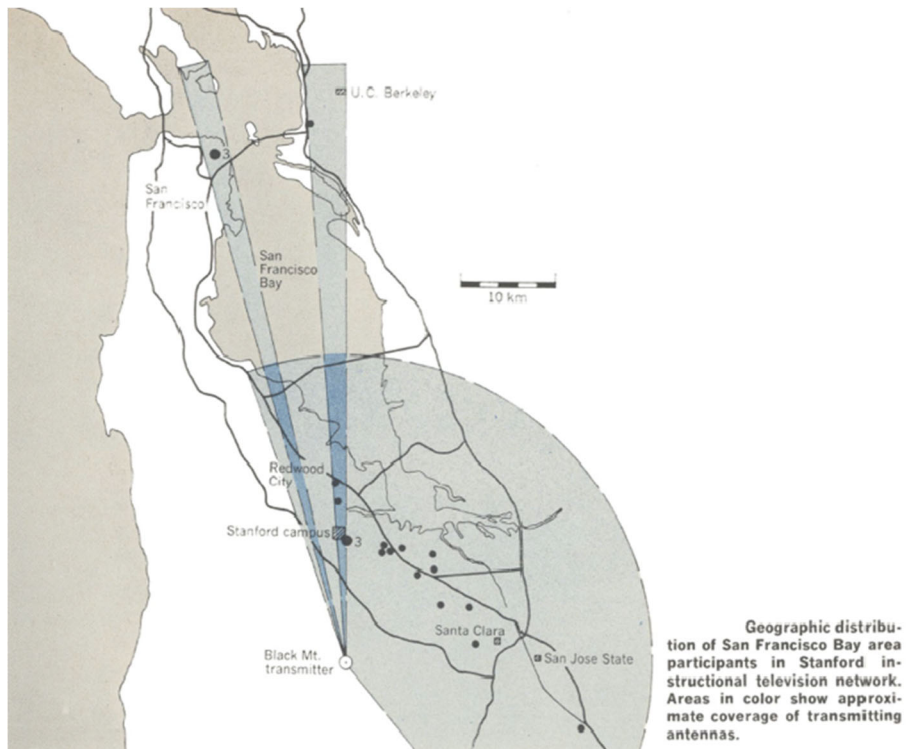 U.C. Berkeley
3
San
Francisco
San
Francisco
Bay
10 km
Redwood
City
Stanford campus
3
Santa Clara
San Jose State
Black Mt.
transmitter
Geographic distribu-
tion of San Francisco Bay area
participants in Stanford in-
structional television network.
Areas in color show approxi-
mate coverage of transmitting
antennas.